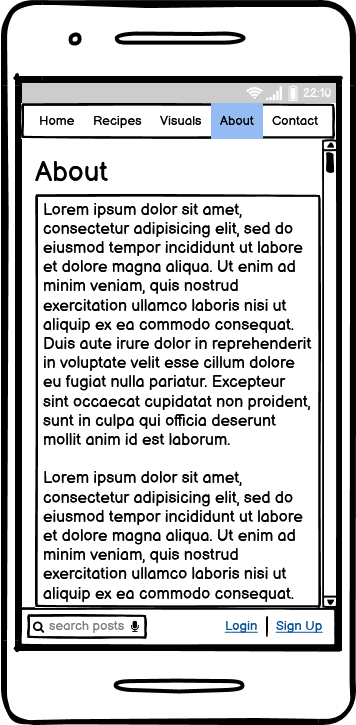 22:10
Home Recipes Visuals About Contact
About
Lorem ipsum dolor sit amet,
consectetur adipisicing elit, sed do
eiusmod tempor incididunt ut labore
et dolore magna aliqua. Ut enim ad
minim veniam, quis nostrud
exercitation ullamco laboris nisi ut
aliquip ex ea commodo consequat.
Duis aute irure dolor in reprehenderit
in voluptate velit esse cillum dolore
eu fugiat nulla pariatur. Excepteur
sint occaecat cupidatat non proident,
sunt in culpa qui officia deserunt
mollit anim id est laborum.
Lorem ipsum dolor sit amet,
consectetur adipisicing elit, sed do
eiusmod tempor incididunt ut labore
et dolore magna aliqua. Ut enim ad
minim veniam, quis nostrud
exercitation ullamco laboris nisi ut
aliquip ex ea commodo consequat.
search posts Login Sign Up